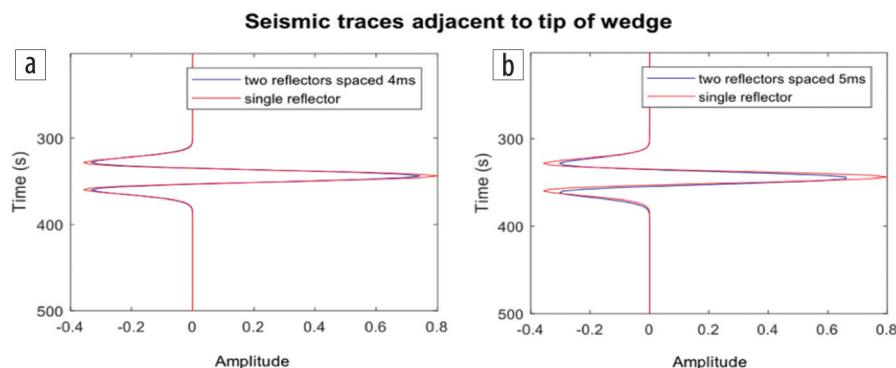 Seismic traces adjacent to tip of wedge
a
two reflectors spaced 4ms
single reflector
300
400
500
Time (s)
-0.4 -0.2 0 0.2 0.4 0.6 0.8
Amplitude
b
two reflectors spaced 5ms
single reflector
300
400
500
Time (s)
-0.4 -0.2 0 0.2 0.4 0.6 0.8
Amplitude